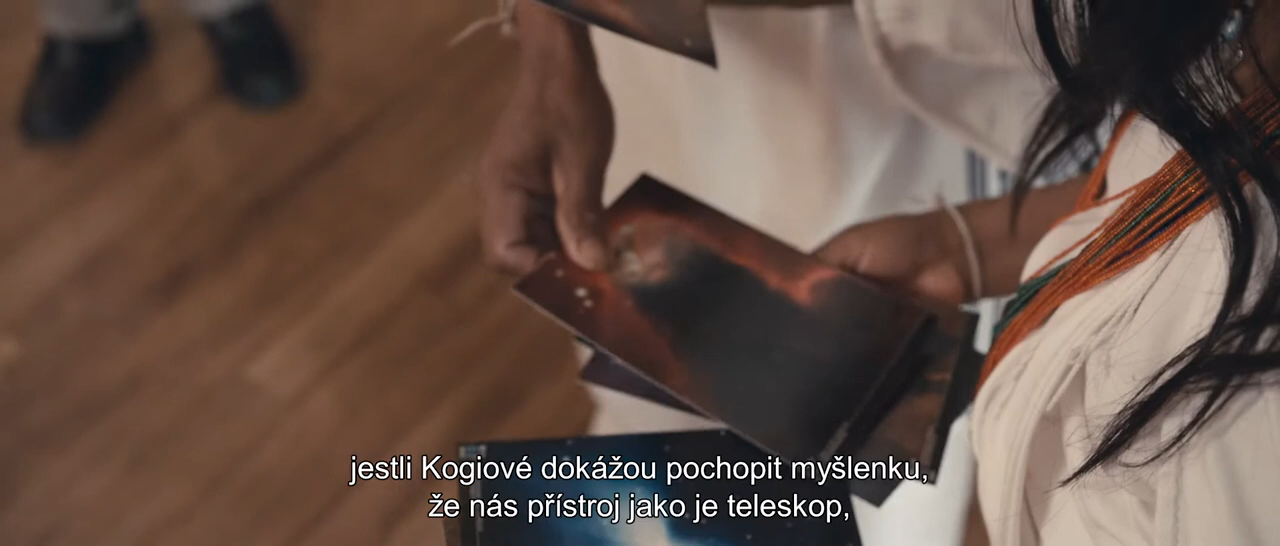 jestli Kogiové dokážou pochopit myšlenku,
že nás přístroj jako je teleskop,